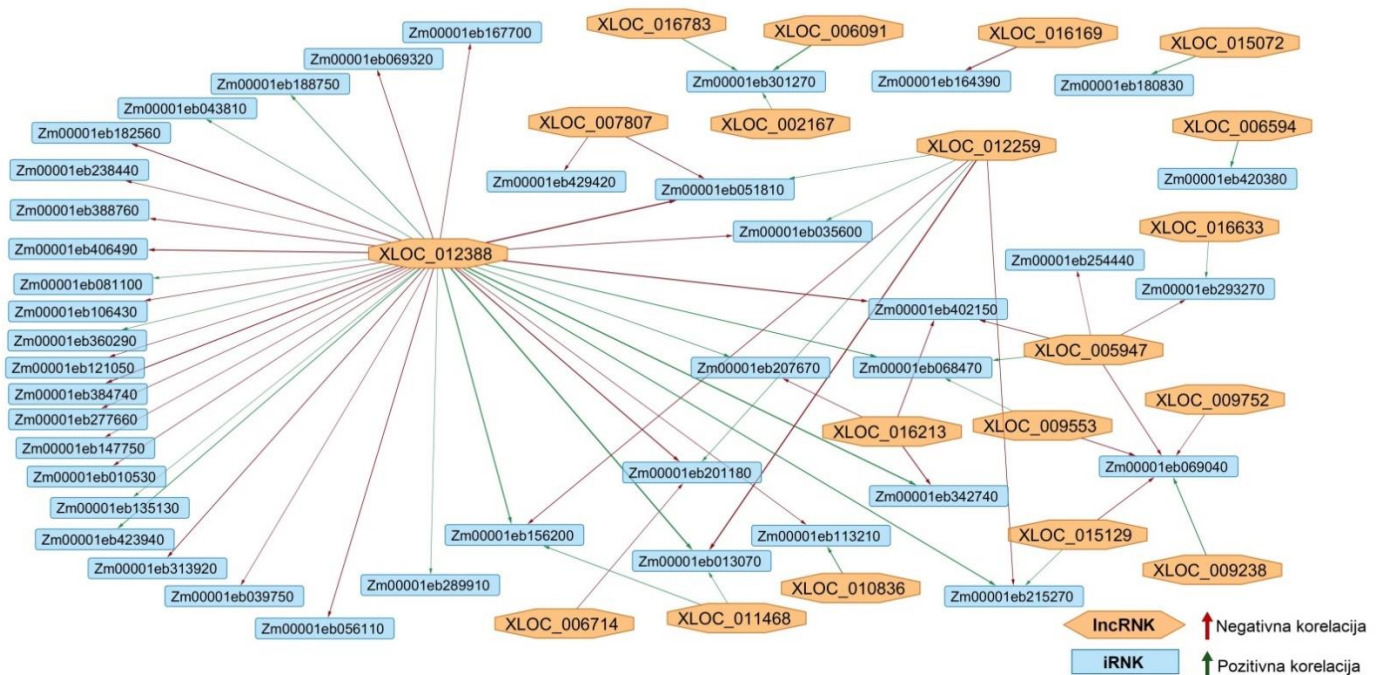 XLOC_016783
XLOC_006091
XLOC_016169
XLOC_015072
Zm00001eb167700
Zm00001eb069320
Zm00001eb188750
Zm00001eb301270
Zm00001eb164390
Zm00001eb180830
Zm00001eb043810
Zm00001eb182560
XLOC_007807
XLOC_002167
XLOC_012259
XLOC_006594
Zm00001eb238440
Zm00001eb429420
Zm00001eb051810
Zm00001eb420380
Zm00001eb388760
Zm00001eb035600
XLOC_016633
Zm00001eb406490
XLOC_012388
Zm00001eb254440
Zm00001eb293270
Zm00001eb081100
Zm00001eb106430
Zm00001eb402150
Zm00001eb360290
XLOC_005947
Zm00001eb121050
Zm00001eb207670
Zm00001eb068470
Zm00001eb384740
XLOC_009752
Zm00001eb277660
XLOC_016213
XLOC_009553
Zm00001eb147750
Zm00001eb010530
Zm00001eb201180
Zm00001eb069040
Zm00001eb135130
Zm00001eb342740
Zm00001eb423940
Zm00001eb156200
Zm00001eb113210
XLOC_015129
Zm00001eb313920
Zm00001eb013070
XLOC_009238
Zm00001eb039750
Zm00001eb289910
XLOC_010836
Zm00001eb215270
Zm00001eb056110
XLOC_006714
XLOC_011468
lncRNK
Negativna korelacija
iRNK
Pozitivna korelacija